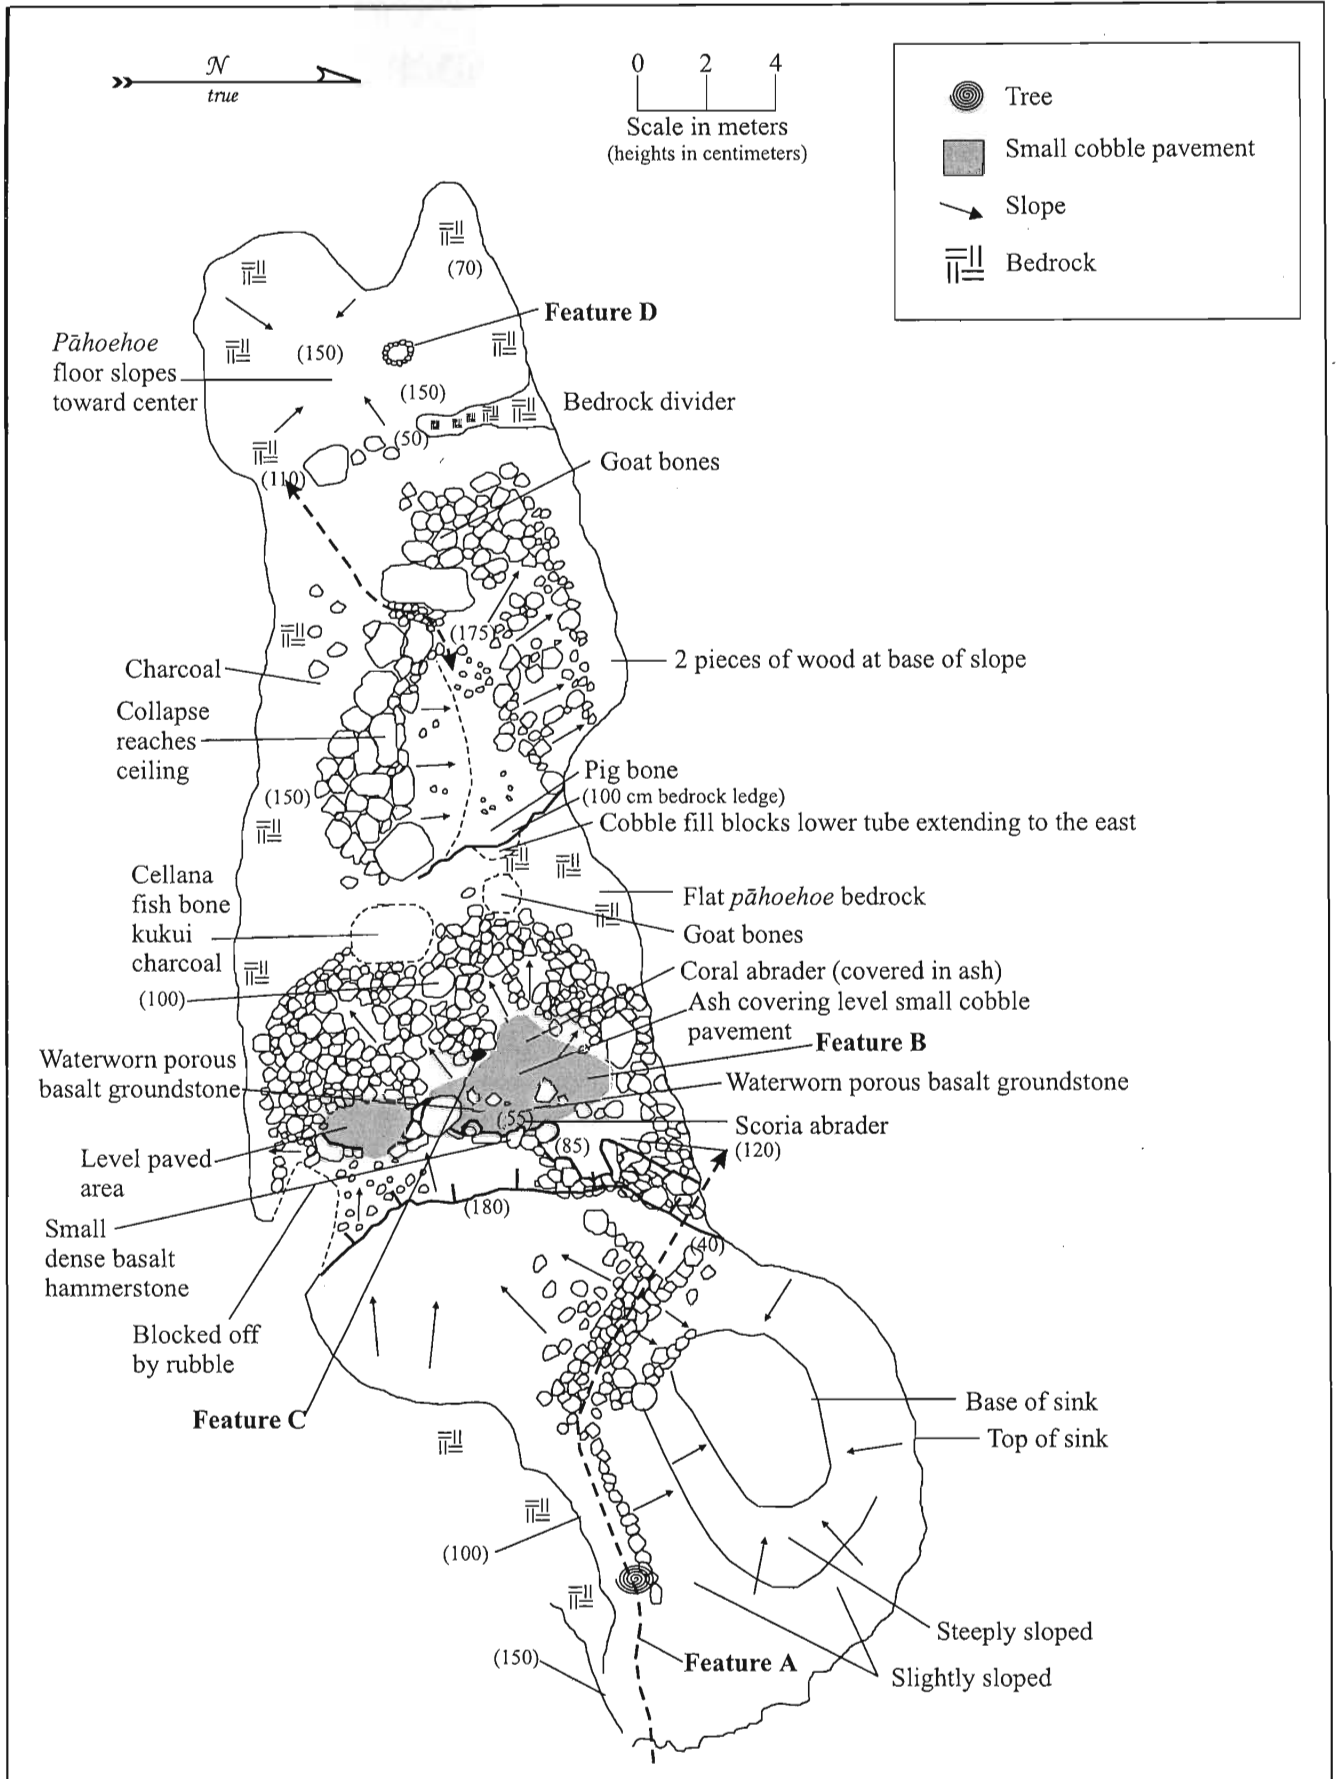 N
true
0 2 4
Scale in meters
(heights in centimeters)
Tree
Small cobble pavement
Slope
Bedrock
(70)
Feature D
Pāhoehoe
floor slopes
toward center
(150)
(150)
Bedrock divider
(50)
(110)
Goat bones
(175)
2 pieces of wood at base of slope
Charcoal
Collapse
reaches
ceiling
(150)
Pig bone
(100 cm bedrock ledge)
Cobble fill blocks lower tube extending to the east
Cellana
fish bone
kukui
charcoal
Flat pāhoehoe bedrock
Goat bones
(100)
Coral abrader (covered in ash)
Ash covering level small cobble
pavement
Feature B
Waterworn porous
basalt groundstone
Waterworn porous basalt groundstone
(55)
Scoria abrader
(85)
(120)
Level paved
area
(180)
Small
dense basalt
hammerstone
(40)
Blocked off
by rubble
Feature C
Base of sink
Top of sink
(100)
Steeply sloped
(150)
Feature A
Slightly sloped